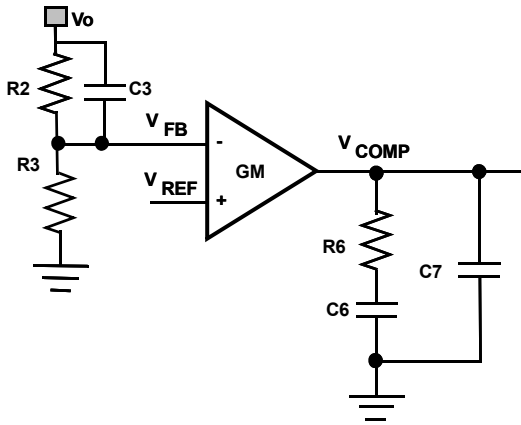 Vo
R2
C3
V FB
-
GM
V COMP
R3
V REF
+
R6
C7
C6